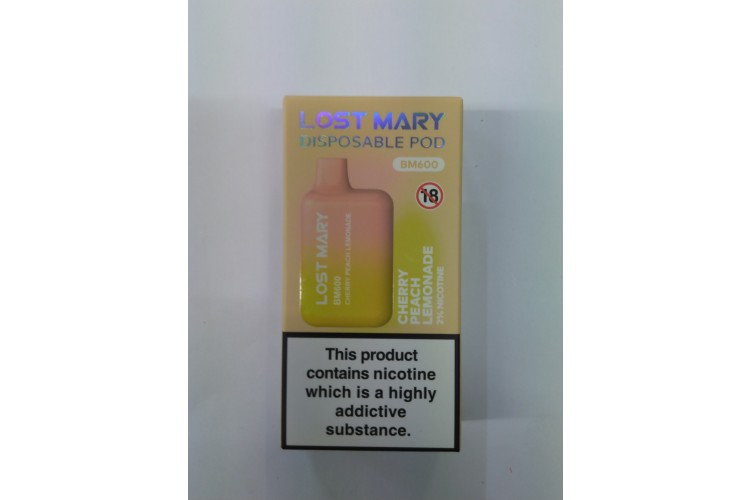 LOST MARY
DISPOSABLE POD
BM600
18
LOST MARY
BM600
CHERRY PEACH LEMONADE
CHERRY
PEACH
LEMONADE
2% NICOTINE
This product
contains nicotine
which is a highly
addictive
substance.